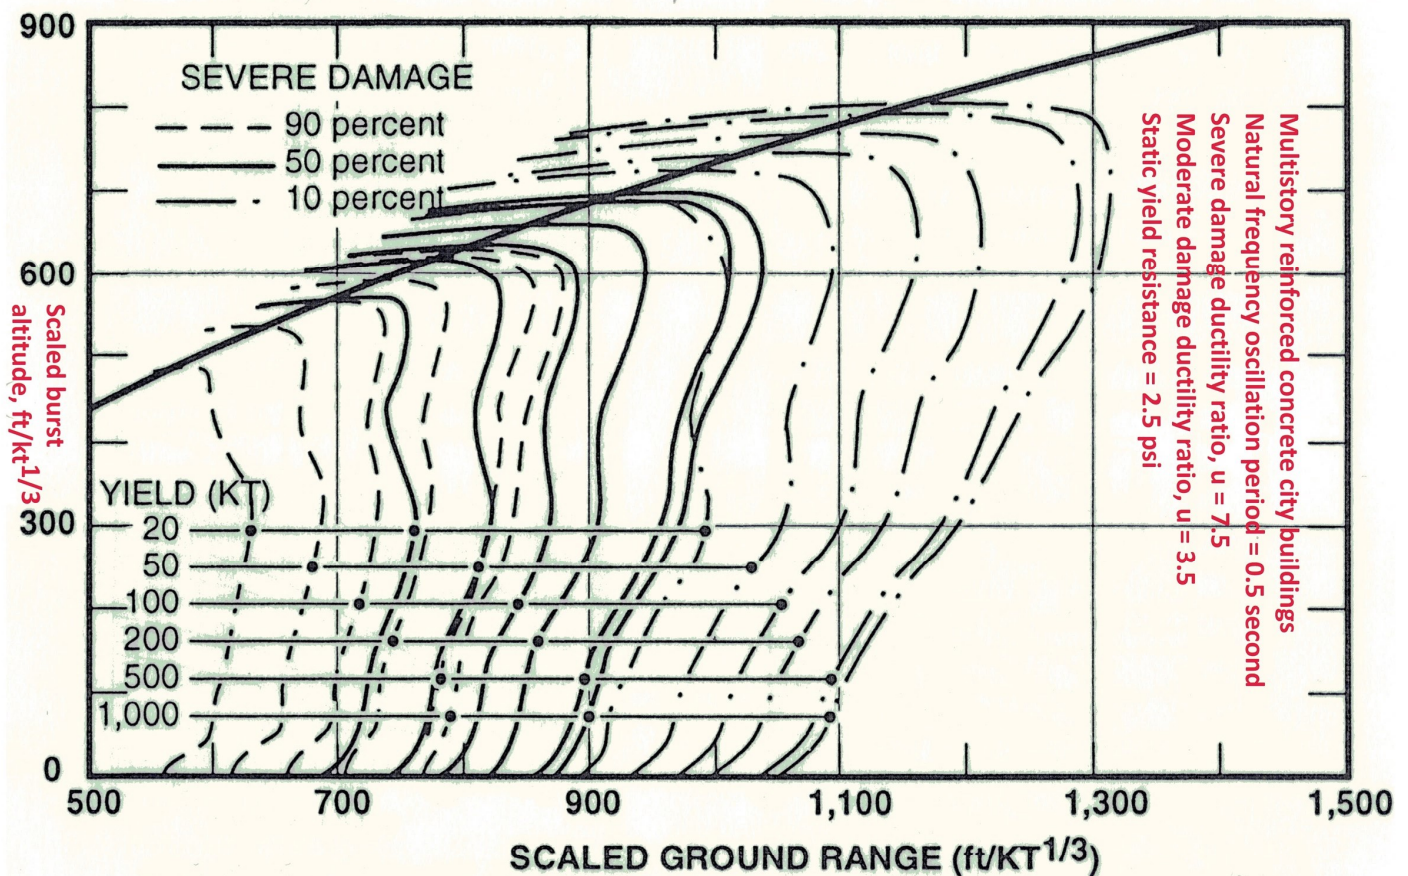 900
600
300
0
SEVERE DAMAGE
90 percent
50 percent
10 percent
YIELD (KT)
20
50
100
200
500
1,000
Scaled burst
altitude, ft/kt1/3
Multistory reinforced concrete city buildings
Natural frequency oscillation period = 0.5 second
Severe damage ductility ratio, u = 7.5
Moderate damage ductility ratio, u = 3.5
Static yield resistance = 2.5 psi
500 700 900 1,100 1,300 1,500
SCALED GROUND RANGE (ft/KT1/3)